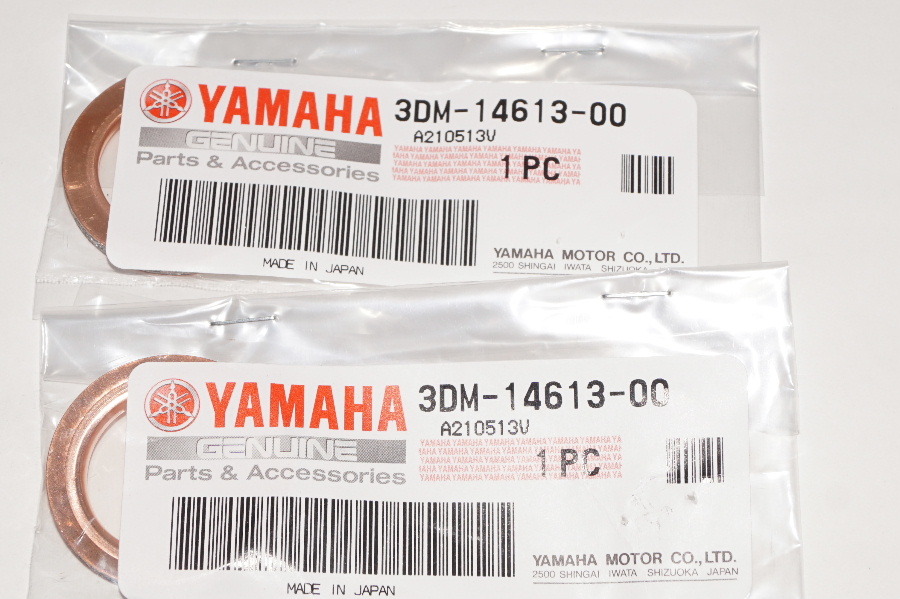 YAMAHA 3DM-14613-00
GENUINE A210513V
Parts & Accessories 1 PC
MADE IN JAPAN
YAMAHA MOTOR CO.,LTD.
2500 SHINGAI IWATA SHIZUOKA
YAMAHA 3DM-14613-00
GENUINE A210513V
Parts & Accessories 1 PC
MADE IN JAPAN
YAMAHA MOTOR CO.,LTD.
2500 SHINGAI IWATA SHIZUOKA JAPAN